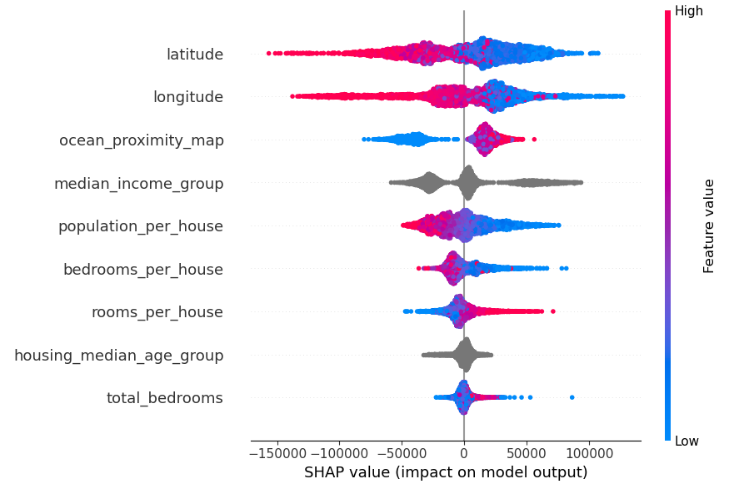 High
latitude
longitude
ocean_proximity_map
median_income_group
population_per_house
bedrooms_per_house
rooms_per_house
housing_median_age_group
total_bedrooms
Feature value
Low
−150000 −100000 −50000 0 50000 100000
SHAP value (impact on model output)